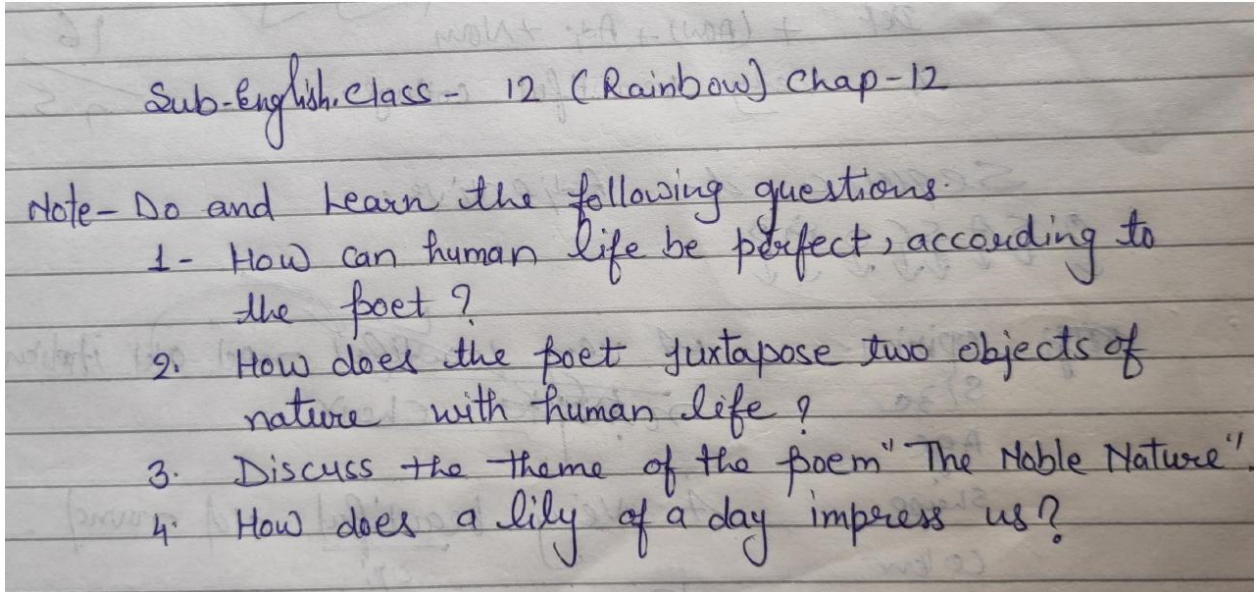 Sub-English. Class - 12 (Rainbow) Chap-12
Note- Do and Learn the following questions.
1- How can human life be perfect, according to
the poet ?
2. How does the poet juxtapose two objects of
nature with human life ?
3. Discuss the theme of the poem "The Noble Nature".
4. How does a lily of a day impress us?